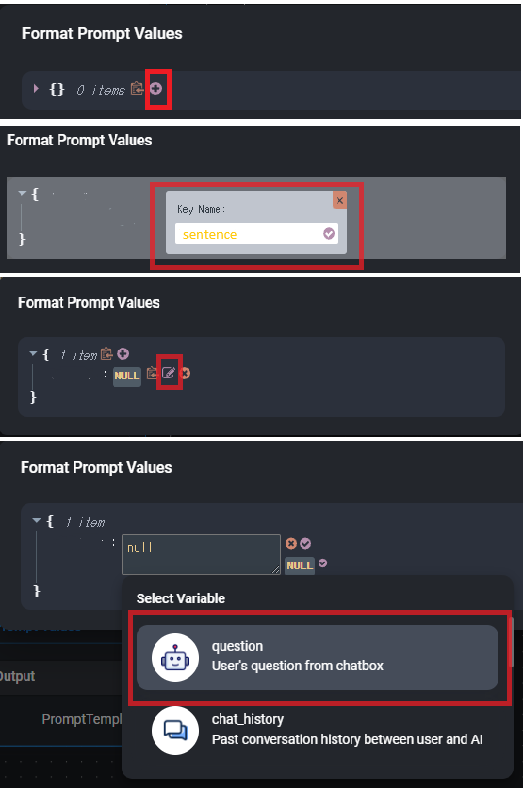 Format Prompt Values
{} 0 items
Format Prompt Values
{
Key Name:
sentence
}
Format Prompt Values
{ 1 item
: NULL
}
Format Prompt Values
{ 1 item
: null
NULL
}
Select Variable
question
User's question from chatbox
Output
PromptTempl
chat_history
Past conversation history between user and AI